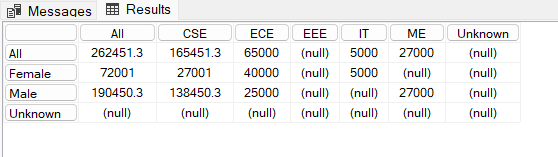 Messages Results
All CSE ECE EEE IT ME Unknown
All 262451.3 165451.3 65000 (null) 5000 27000 (null)
Female 72001 27001 40000 (null) 5000 (null) (null)
Male 190450.3 138450.3 25000 (null) (null) 27000 (null)
Unknown (null) (null) (null) (null) (null) (null) (null)